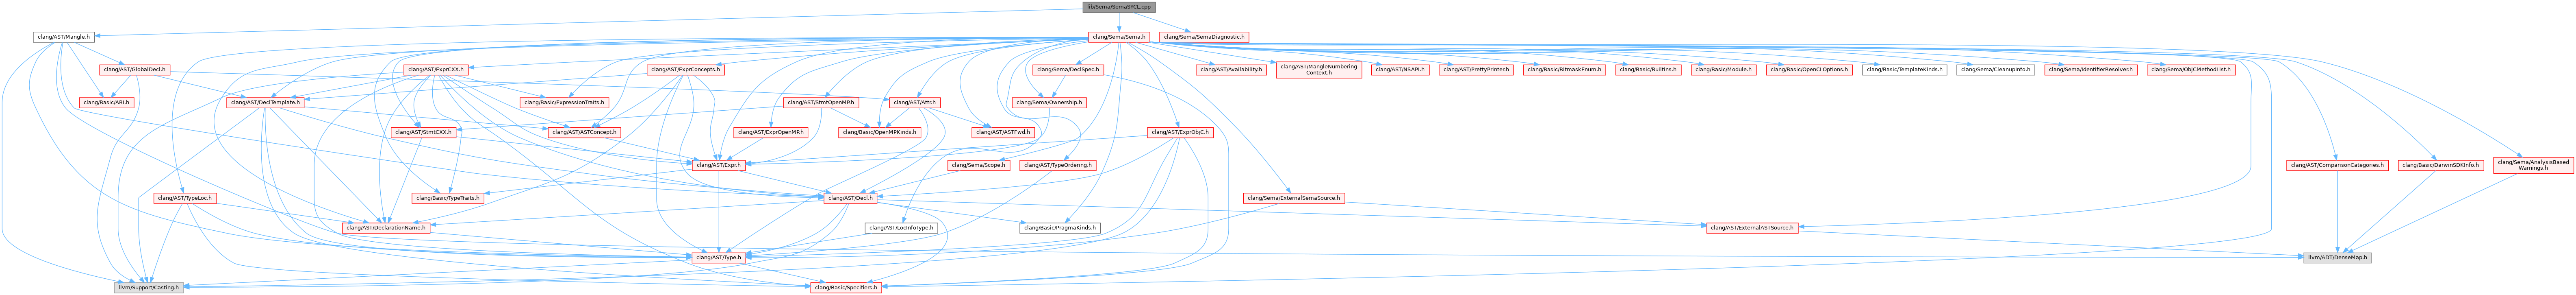 lib/Sema/SemaSYCL.cpp
clang/AST/Mangle.h
clang/Sema/Sema.h
clang/Sema/SemaDiagnostic.h
clang/AST/GlobalDecl.h
clang/AST/ExprCXX.h
clang/AST/ExprConcepts.h
clang/Sema/DeclSpec.h
clang/AST/Availability.h
clang/AST/MangleNumbering
Context.h
clang/AST/NSAPI.h
clang/AST/PrettyPrinter.h
clang/Basic/BitmaskEnum.h
clang/Basic/Builtins.h
clang/Basic/Module.h
clang/Basic/OpenCLOptions.h
clang/Basic/TemplateKinds.h
clang/Sema/CleanupInfo.h
clang/Sema/IdentifierResolver.h
clang/Sema/ObjCMethodList.h
clang/Basic/ABI.h
clang/AST/DeclTemplate.h
clang/Basic/ExpressionTraits.h
clang/AST/StmtOpenMP.h
clang/AST/Attr.h
clang/Sema/Ownership.h
clang/AST/StmtCXX.h
clang/AST/ASTConcept.h
clang/AST/ExprOpenMP.h
clang/Basic/OpenMPKinds.h
clang/AST/ASTFwd.h
clang/AST/ExprObjC.h
clang/AST/Expr.h
clang/Sema/Scope.h
clang/AST/TypeOrdering.h
clang/AST/ComparisonCategories.h
clang/Basic/DarwinSDKInfo.h
clang/Sema/AnalysisBased
Warnings.h
clang/AST/TypeLoc.h
clang/Basic/TypeTraits.h
clang/AST/Decl.h
clang/Sema/ExternalSemaSource.h
clang/AST/DeclarationName.h
clang/AST/LocInfoType.h
clang/Basic/PragmaKinds.h
clang/AST/ExternalASTSource.h
clang/AST/Type.h
llvm/ADT/DenseMap.h
llvm/Support/Casting.h
clang/Basic/Specifiers.h